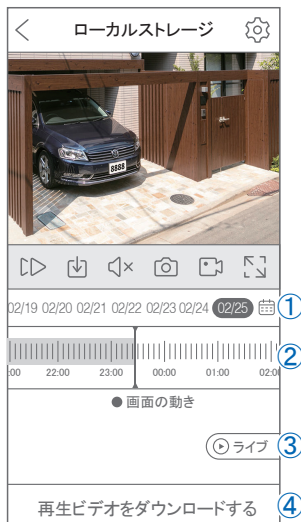 ローカルストレージ
8888
02/19 02/20 02/21 02/22 02/23 02/24 02/25 ①
②
:00 22:00 23:00 00:00 01:00 02:0
●画面の動き
ライブ ③
再生ビデオをダウンロードする ④